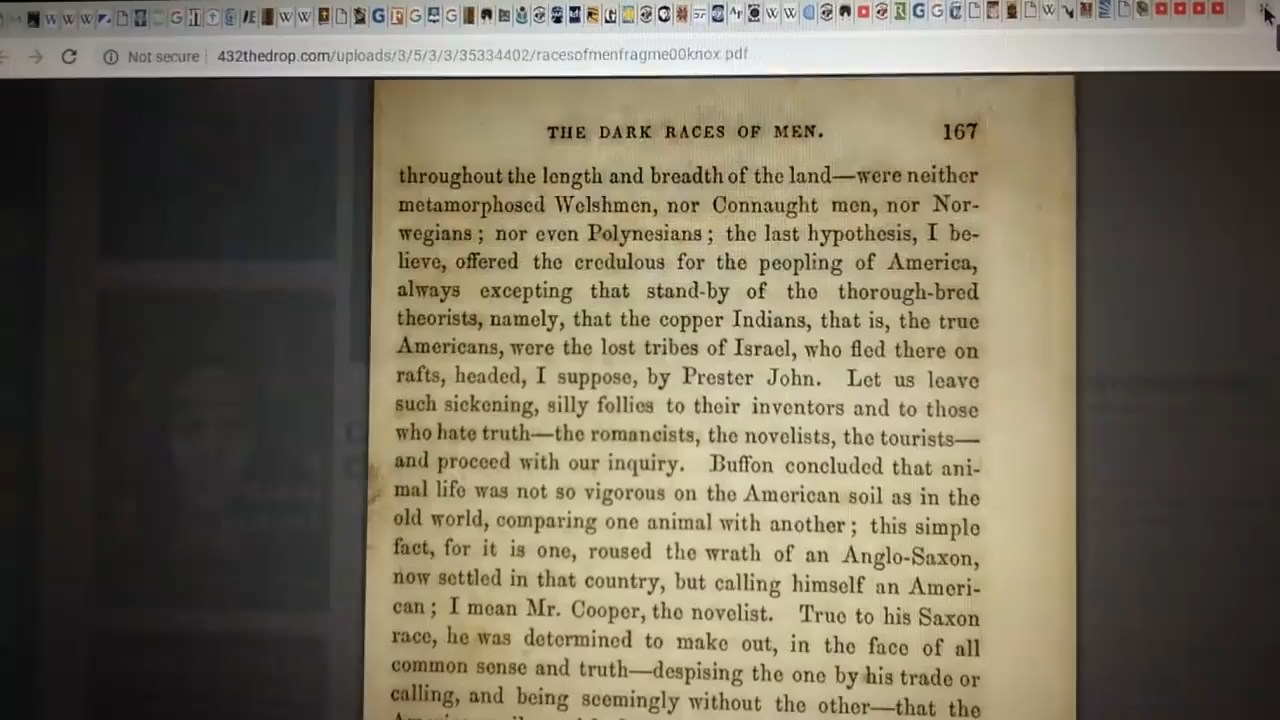 Not secure
432thedrop.com/uploads/3/5/3/3/35334402/racesofmenfragme00knox.pdf
THE DARK RACES OF MEN. 167
throughout the length and breadth of the land—were neither
metamorphosed Welshmen, nor Connaught men, nor Nor-
wegians; nor even Polynesians; the last hypothesis, I be-
lieve, offered the credulous for the peopling of America,
always excepting that stand-by of the thorough-bred
theorists, namely, that the copper Indians, that is, the true
Americans, were the lost tribes of Israel, who fled there on
rafts, headed, I suppose, by Prester John. Let us leave
such sickening, silly follies to their inventors and to those
who hate truth—the romancists, the novelists, the tourists—
and proceed with our inquiry. Buffon concluded that ani-
mal life was not so vigorous on the American soil as in the
old world, comparing one animal with another; this simple
fact, for it is one, roused the wrath of an Anglo-Saxon,
now settled in that country, but calling himself an Ameri-
can; I mean Mr. Cooper, the novelist. True to his Saxon
race, he was determined to make out, in the face of all
common sense and truth—despising the one by his trade or
calling, and being seemingly without the other—that the